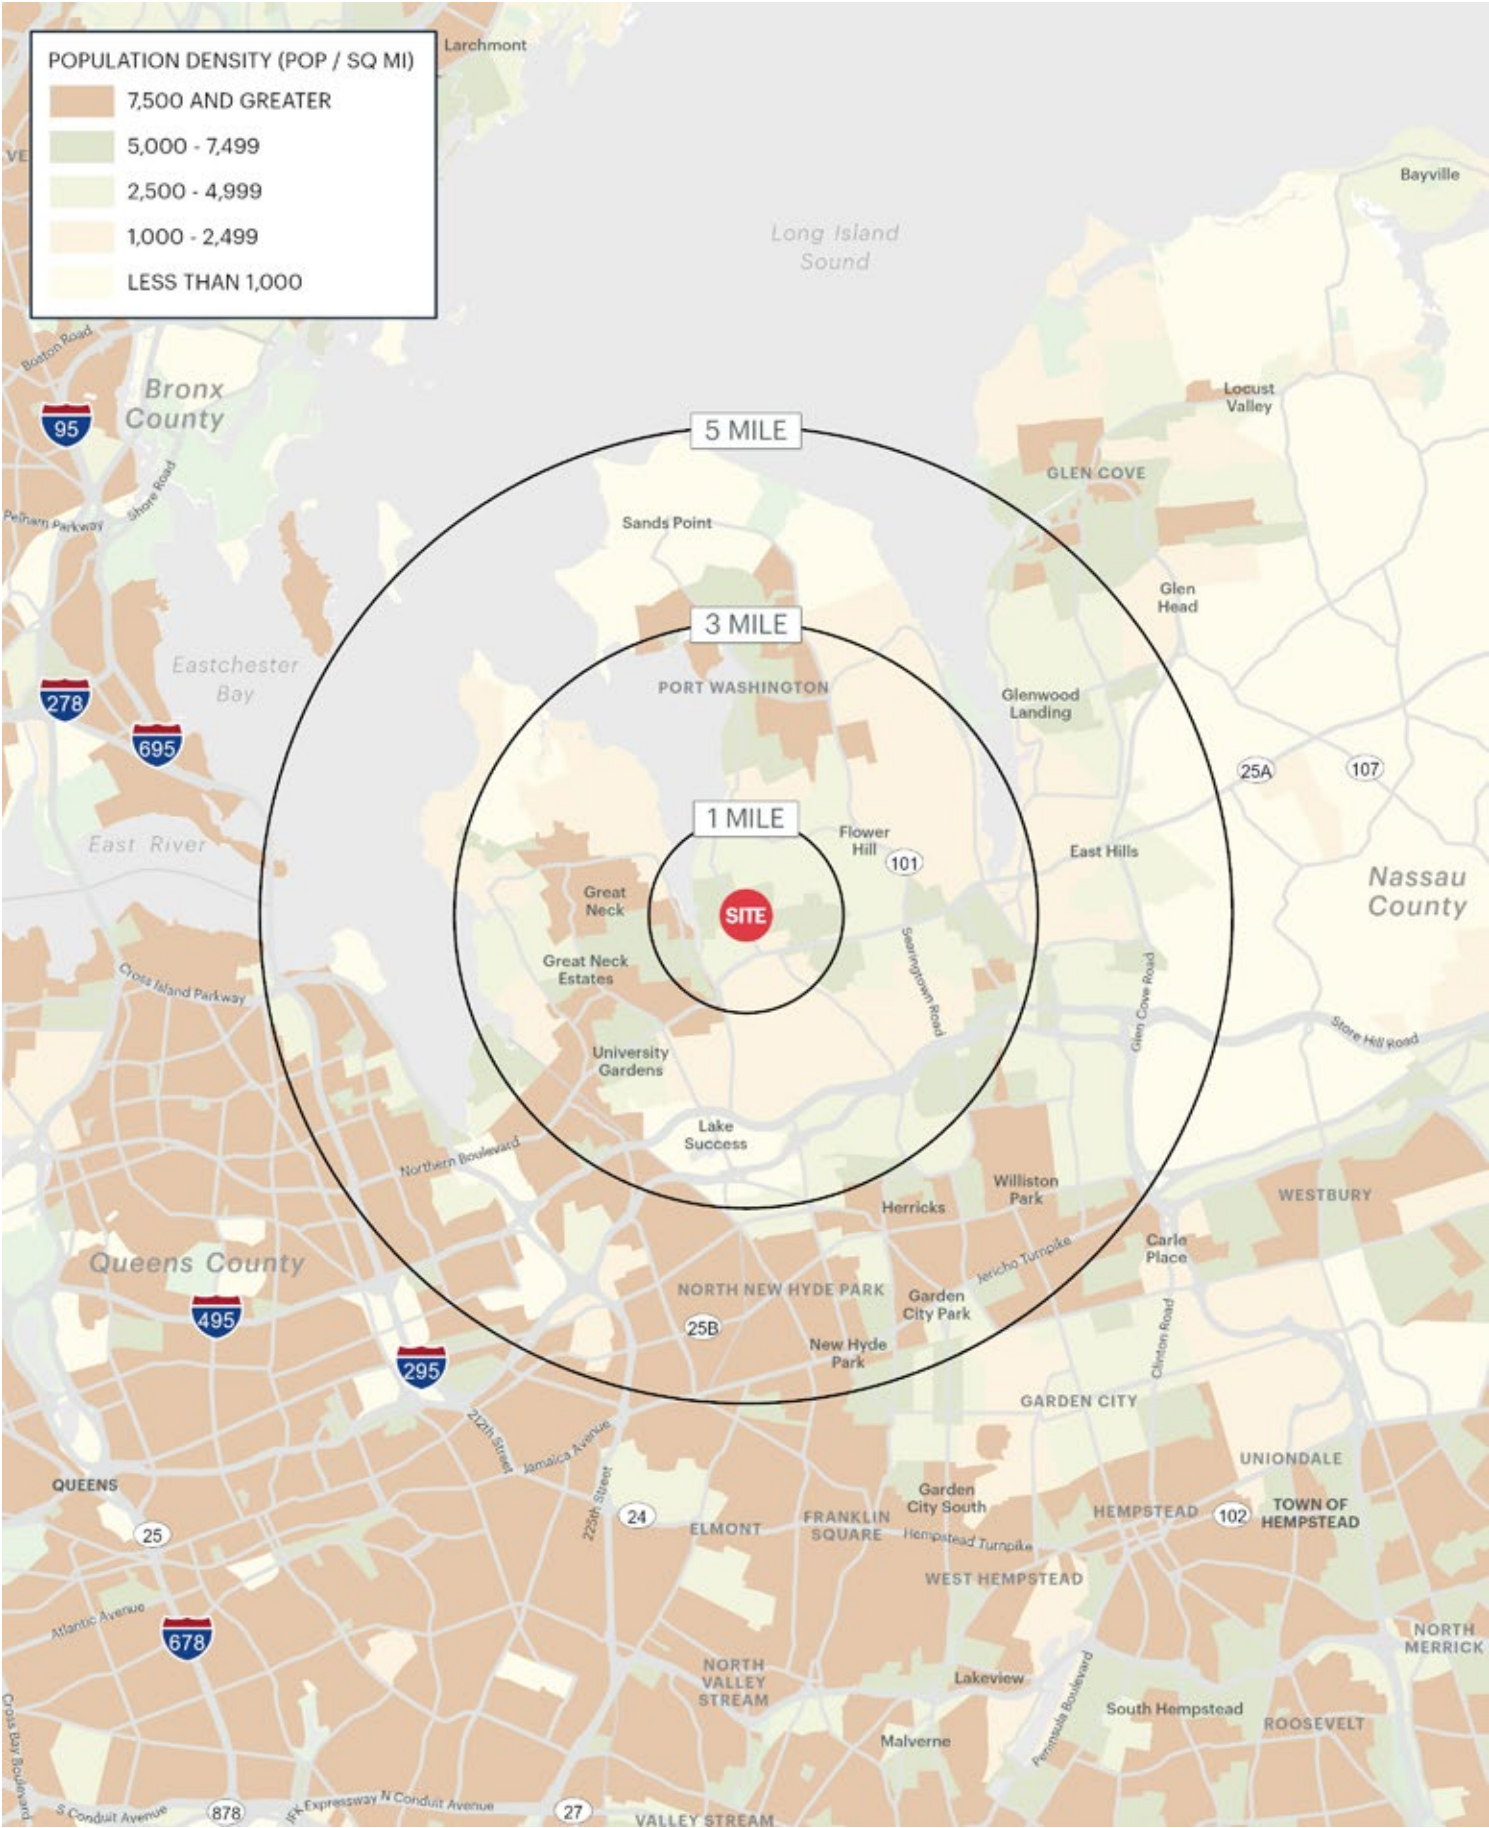 Larchmont
POPULATION DENSITY (POP / SQ MI)
7,500 AND GREATER
5,000 - 7,499
2,500 - 4,999
1,000 - 2,499
LESS THAN 1,000
VE
Bayville
Long Island
Sound
Boston Road
Bronx
County
95
Locust
Valley
5 MILE
GLEN COVE
Shore Road
Pelham Parkway
Sands Point
Glen
Head
3 MILE
Eastchester
Bay
PORT WASHINGTON
278
Glenwood
Landing
695
25A
107
1 MILE
East River
Flower
Hill
101
East Hills
Great
Neck
SITE
Nassau
County
Great Neck
Estates
Searingtown Road
Cross Island Parkway
Glen Cove Road
Store Hill Road
University
Gardens
Lake
Success
Northern Boulevard
Williston
Park
WESTBURY
Herricks
Carle
Place
Queens County
Jericho Turnpike
NORTH NEW HYDE PARK
Garden
City Park
495
25B
New Hyde
Park
Clinton Road
295
GARDEN CITY
212th Street
Jamaica Avenue
UNIONDALE
QUEENS
225th Street
Garden
City South
24
FRANKLIN
SQUARE
HEMPSTEAD
102
TOWN OF
HEMPSTEAD
25
ELMONT
Hempstead Turnpike
WEST HEMPSTEAD
Atlantic Avenue
678
NORTH
MERRICK
NORTH
VALLEY
STREAM
Lakeview
Peninsula Boulevard
South Hempstead
ROOSEVELT
Cross Bay Boulevard
Malverne
S Conduit Avenue
878
JFK Expressway
N Conduit Avenue
27
VALLEY STREAM